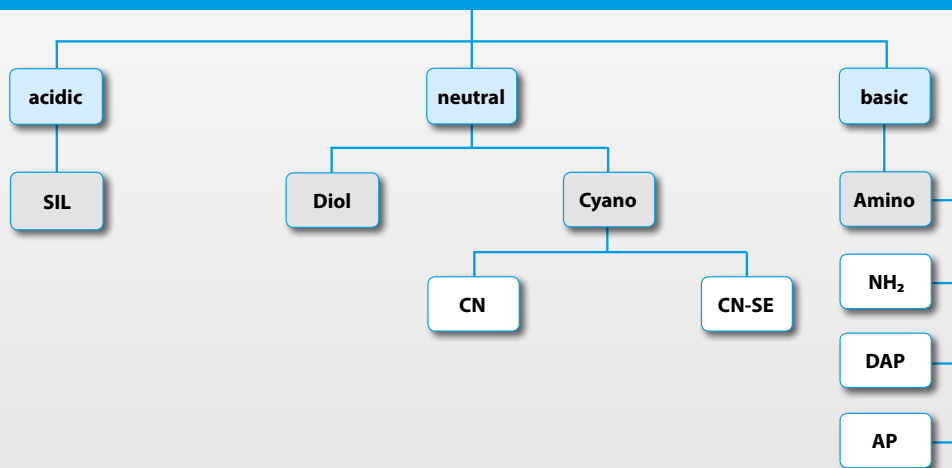 acidic
neutral
basic
SIL
Diol
Cyano
Amino
CN
CN-SE
NH₂
DAP
AP